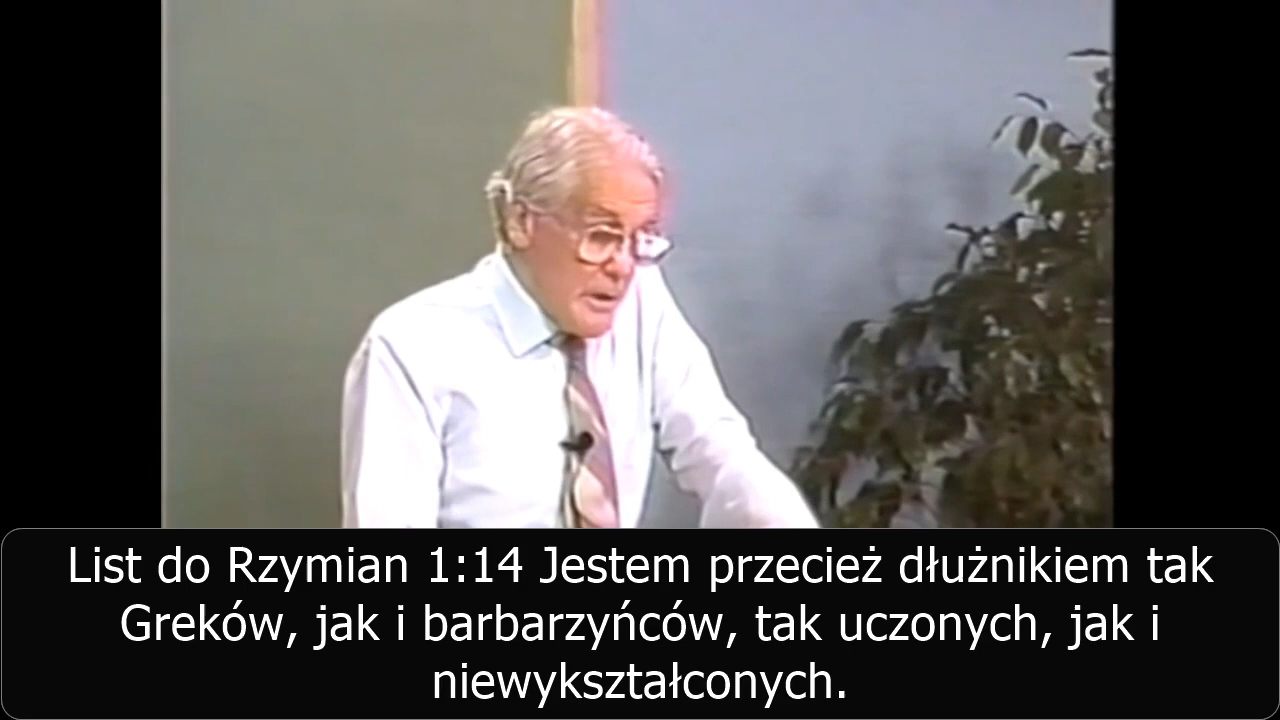 List do Rzymian 1:14 Jestem przecież dłużnikiem tak
Greków, jak i barbarzyńców, tak uczonych, jak i
niewykształconych.